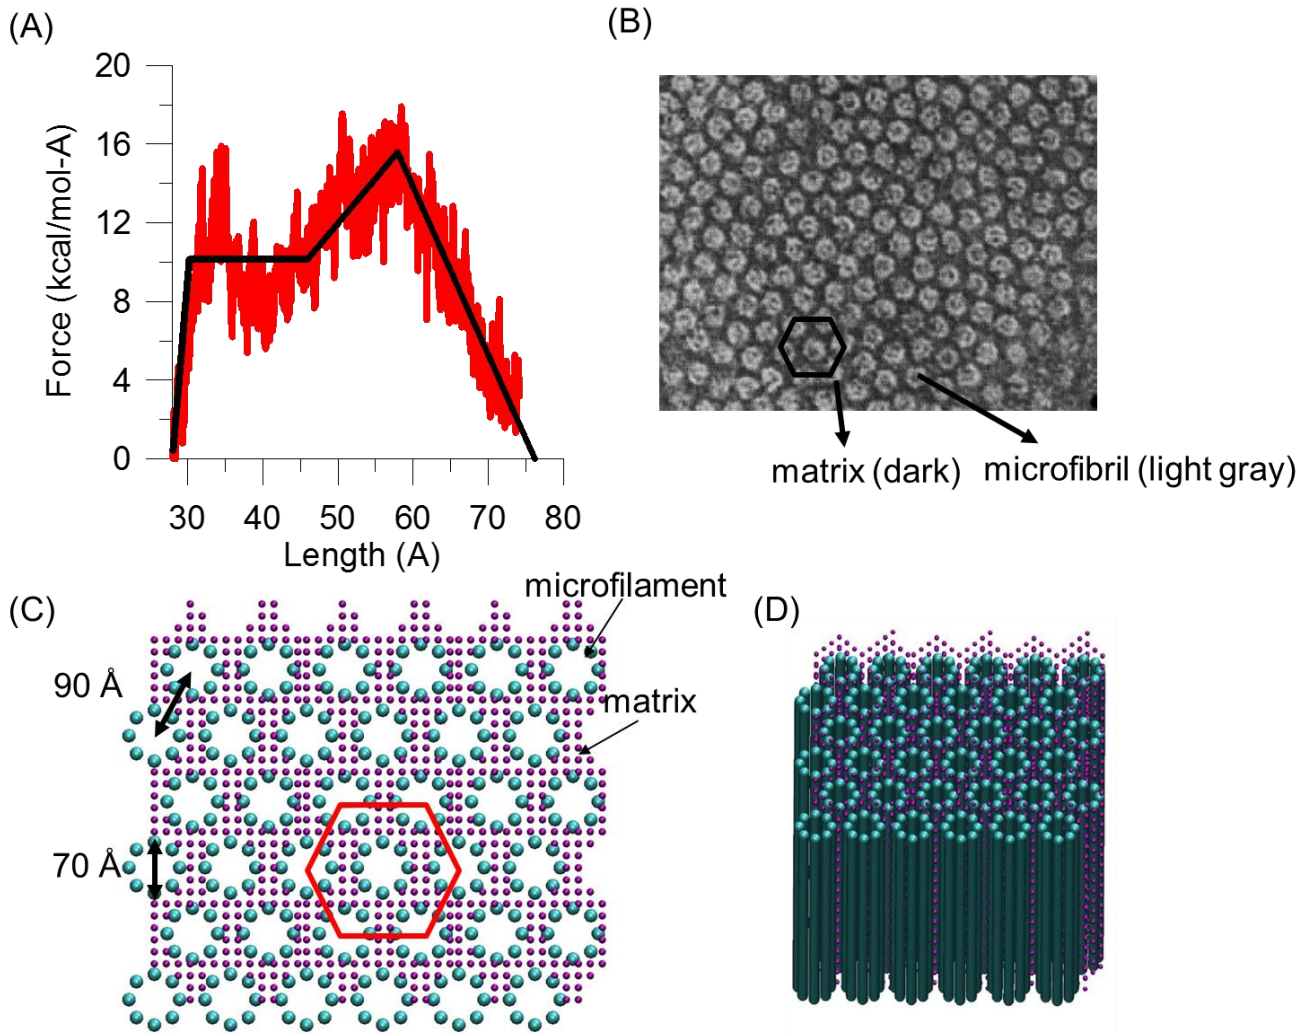 (A)
20
16
12
8
4
0
Force (kcal/mol-A)
30 40 50 60 70 80
Length (A)
(B)
matrix (dark) microfibril (light gray)
(C)
microfilament
90 Å
matrix
70 Å
(D)